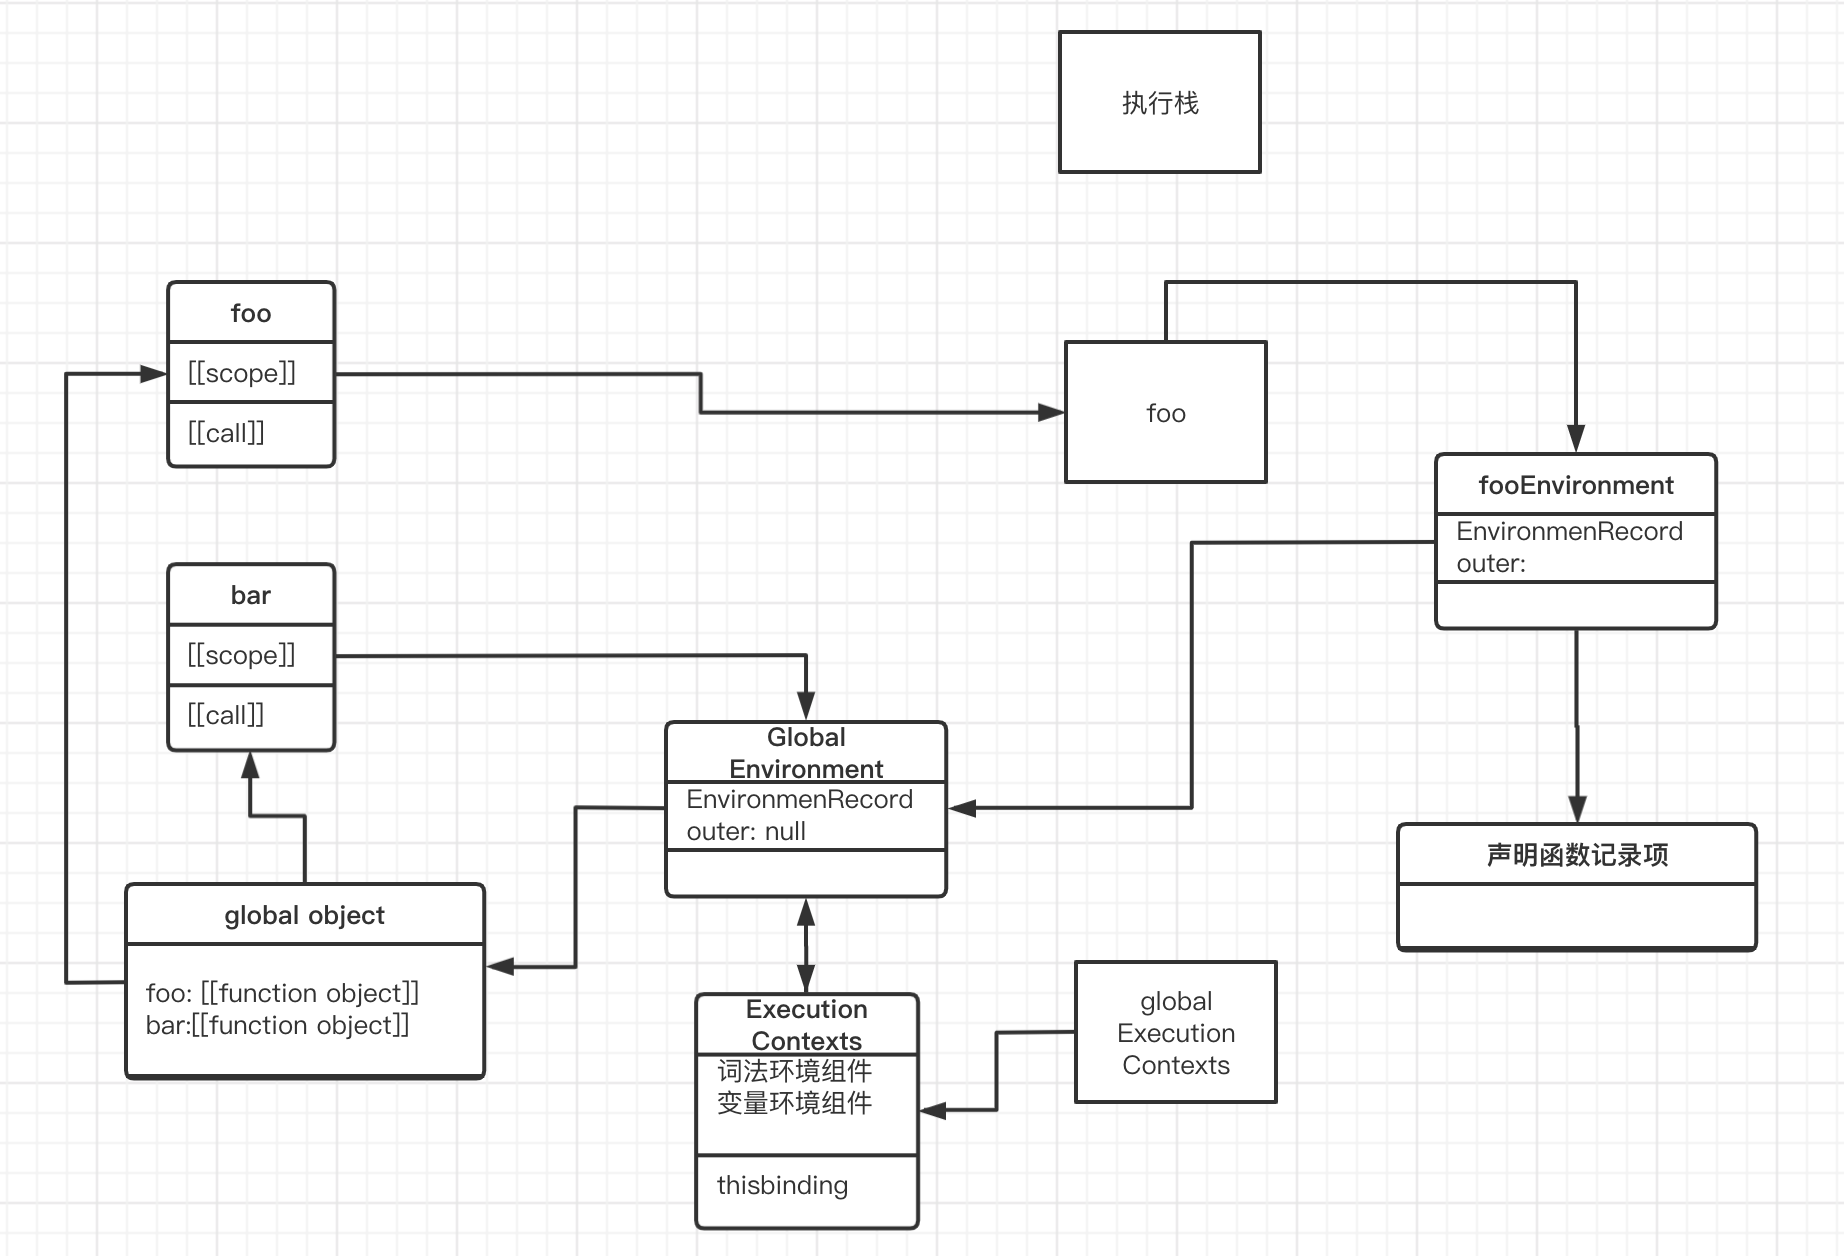 执行栈
foo
[[scope]]
[[call]]
foo
fooEnvironment
EnvironmenRecord
outer:
bar
[[scope]]
[[call]]
Global
Environment
EnvironmenRecord
outer: null
声明函数记录项
global object
foo: [[function object]]
bar:[[function object]]
Execution
Contexts
词法环境组件
变量环境组件
thisbinding
global
Execution
Contexts